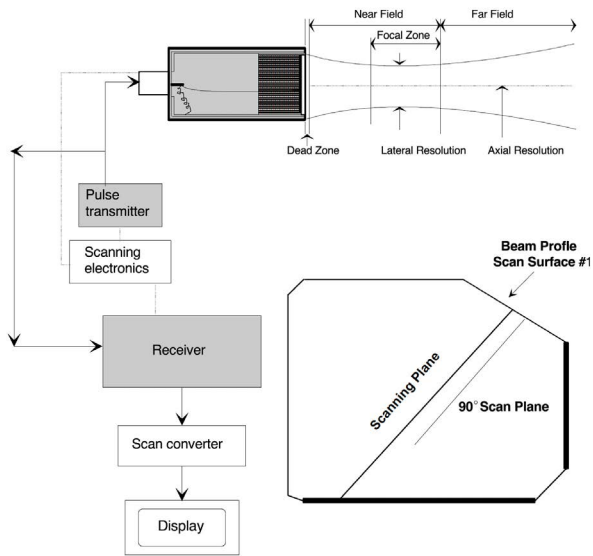 Near Field
Far Field
Focal Zone
Dead Zone
Lateral Resolution
Axial Resolution
Pulse
transmitter
Scanning
electronics
Receiver
Scan converter
Display
Beam Profle
Scan Surface #1
Scanning Plane
90° Scan Plane